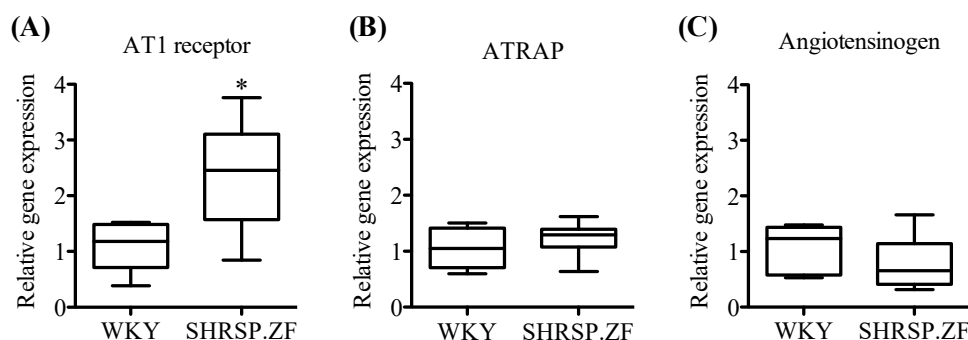 (A)
AT1 receptor
Relative gene expression
4
3
2
1
0
*
WKY
SHRSP.ZF
(B)
ATRAP
Relative gene expression
4
3
2
1
0
WKY
SHRSP.ZF
(C)
Angiotensinogen
Relative gene expression
4
3
2
1
0
WKY
SHRSP.ZF